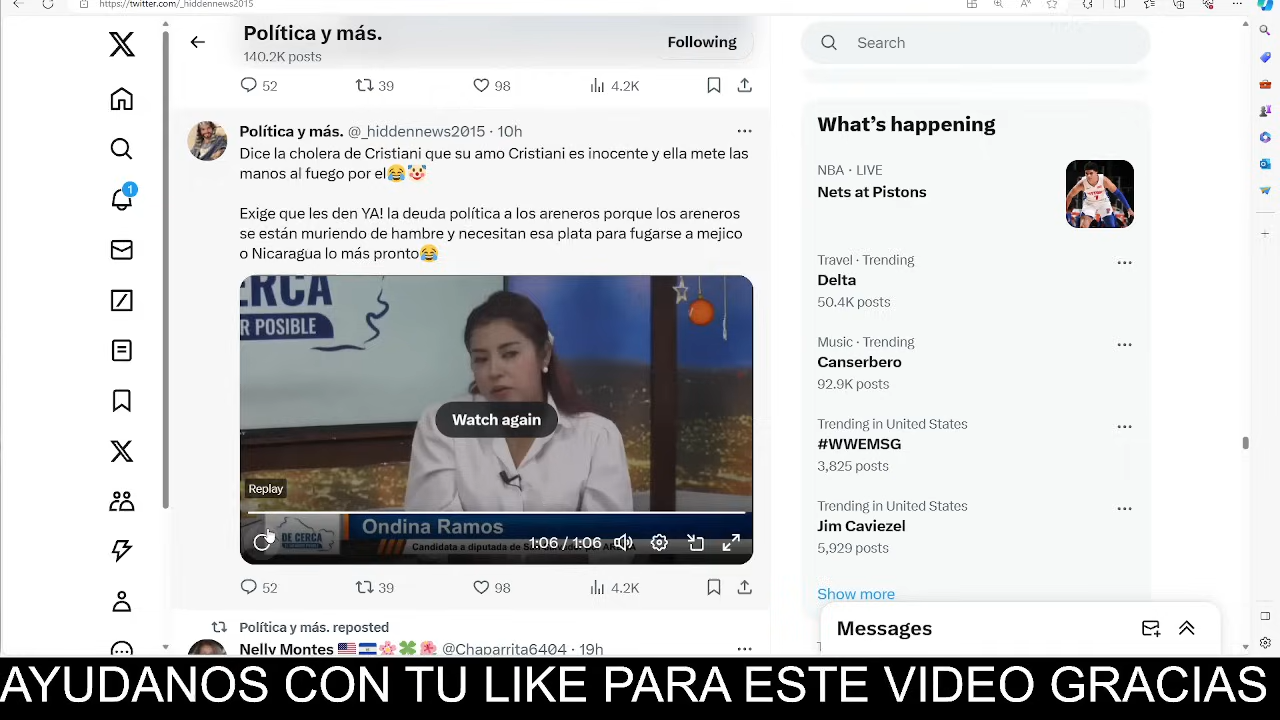 https://twitter.com/_hiddennews2015
Política y más.
140.2K posts
Following
52
39
98
4.2K
Política y más. @_hiddennews2015 · 10h
Dice la cholera de Cristiani que su amo Cristiani es inocente y ella mete las
manos al fuego por el😂🤡
Exige que les den YA! la deuda política a los areneros porque los areneros
se están muriendo de hambre y necesitan esa plata para fugarse a mejico
o Nicaragua lo más pronto😂
CERCA
R POSIBLE
Watch again
Replay
DE CERCA
Ondina Ramos
Candidata a diputada de
1:06 / 1:06
52
39
98
4.2K
Política y más. reposted
Nelly Montes 🇺🇸🇸🇻🌸🍀🌺 @Chaparrita6404 · 19h
1
Search
What's happening
NBA · LIVE
Nets at Pistons
Travel · Trending
Delta
50.4K posts
Music · Trending
Canserbero
92.9K posts
Trending in United States
#WWEMSG
3,825 posts
Trending in United States
Jim Caviezel
5,929 posts
Show more
Messages
AYUDANOS CON TU LIKE PARA ESTE VIDEO GRACIAS